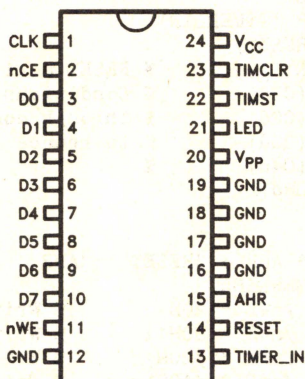 CLK 1 24 VCC
nCE 2 23 TIMCLR
D0 3 22 TIMST
D1 4 21 LED
D2 5 20 VPP
D3 6 19 GND
D4 7 18 GND
D5 8 17 GND
D6 9 16 GND
D7 10 15 AHR
nWE 11 14 RESET
GND 12 13 TIMER_IN